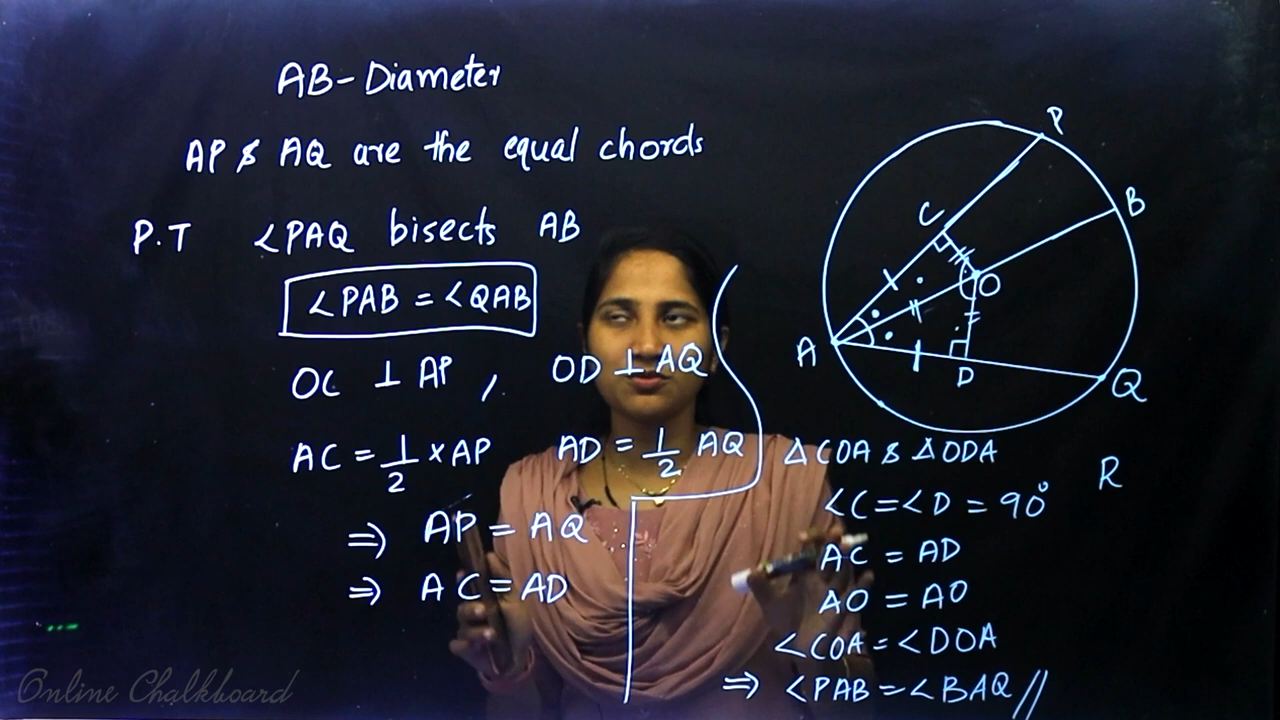 AB - Diameter
AP & AQ are the equal chords
P.T ∠PAQ bisects AB
∠PAB = ∠QAB
OC ⊥ AP , OD ⊥ AQ
AC = 1/2 × AP AD = 1/2 AQ
⇒ AP = AQ
⇒ AC = AD
P
B
C
O
A
D
Q
△COA & △ODA
R
∠C = ∠D = 90°
AC = AD
AO = AO
∠COA = ∠DOA
⇒ ∠PAB = ∠BAQ //
Online Chalkboard